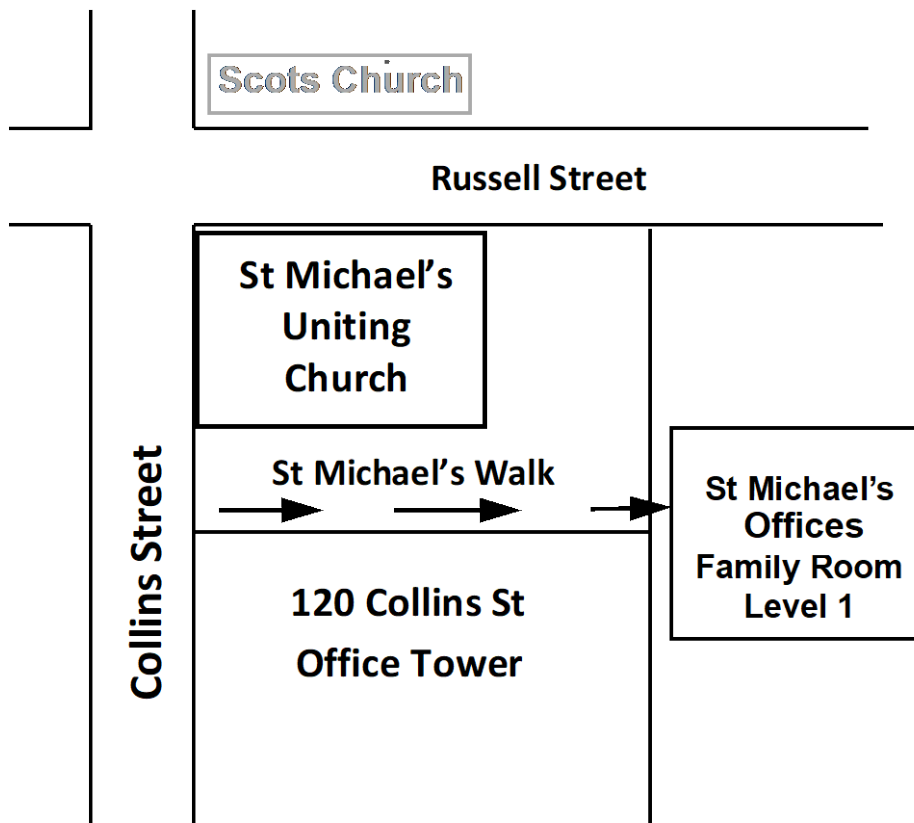 Scots Church
Russell Street
St Michael’s
Uniting
Church
St Michael’s Walk
Collins Street
120 Collins St
Office Tower
St Michael’s
Offices
Family Room
Level 1